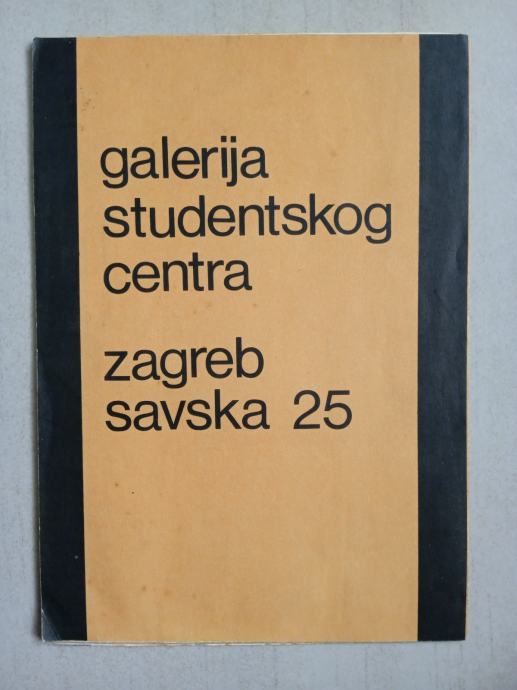 galerija
studentskog
centra
zagreb
savska 25